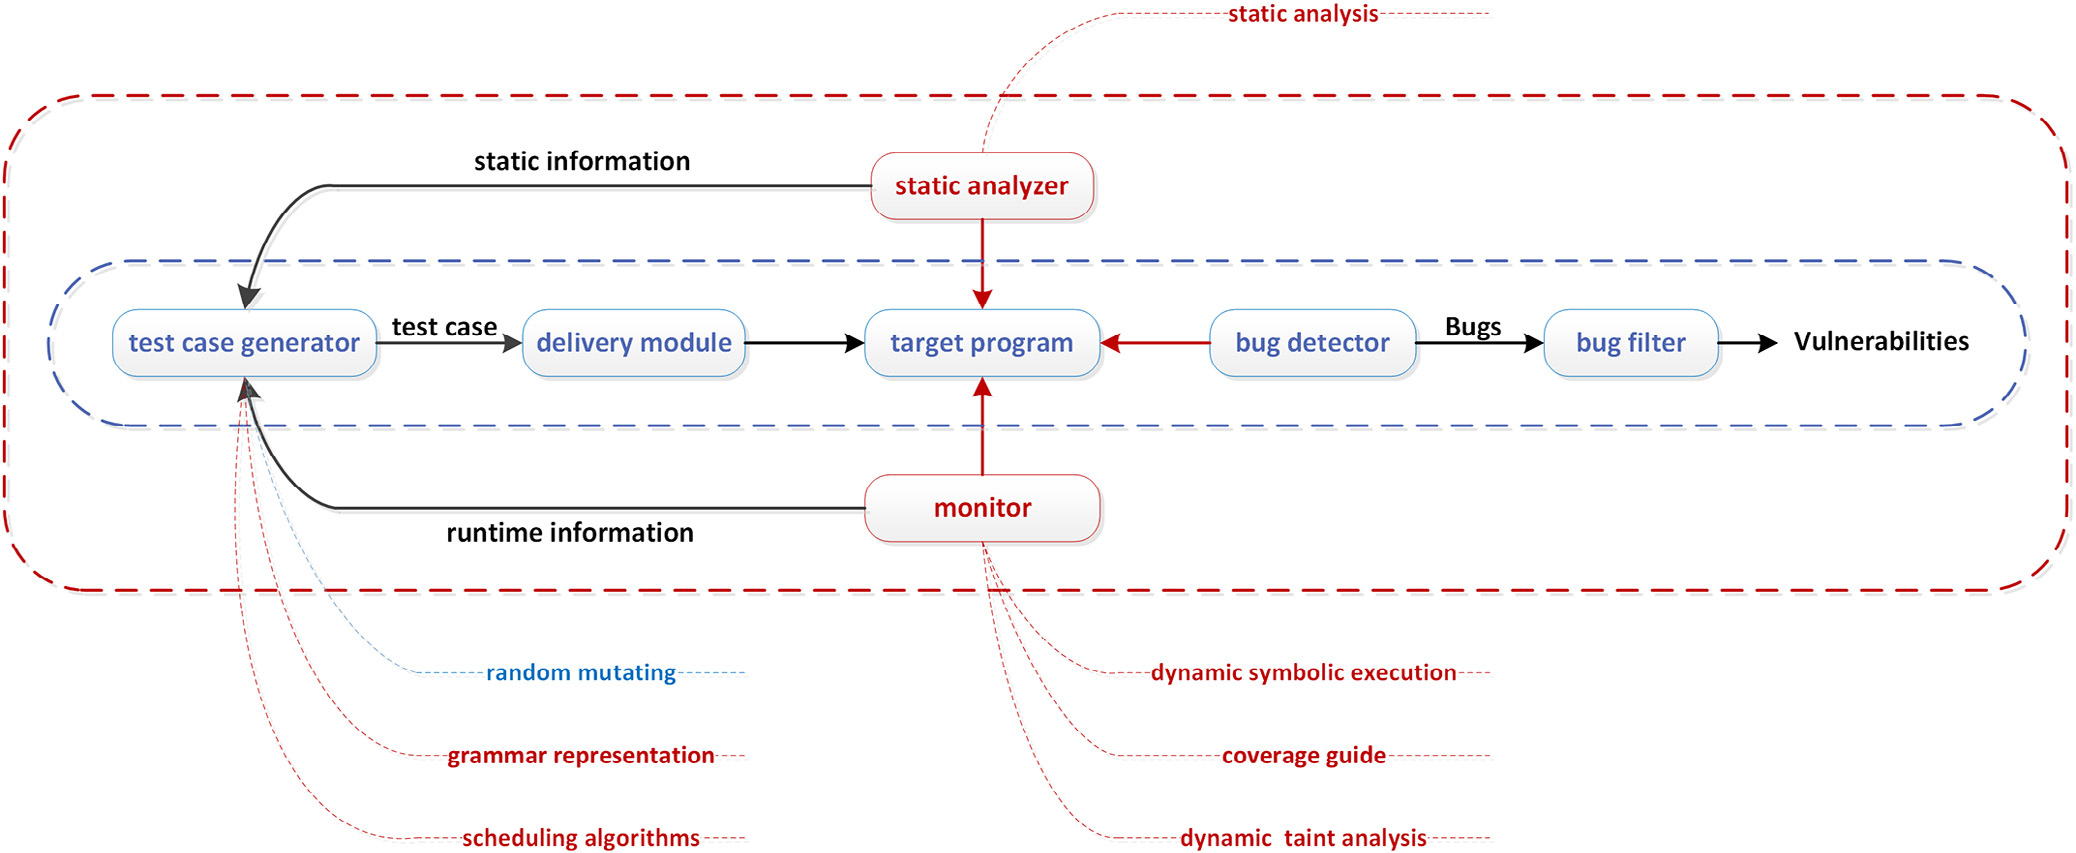 static analysis
static information
static analyzer
test case generator
test case
delivery module
target program
bug detector
Bugs
bug filter
Vulnerabilities
monitor
runtime information
random mutating
dynamic symbolic execution
grammar representation
coverage guide
scheduling algorithms
dynamic taint analysis